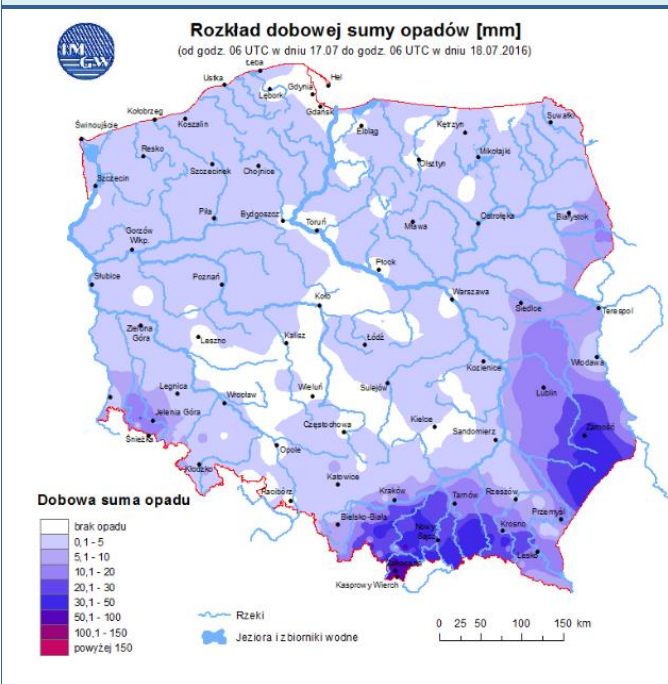 Rozkład dobowej sumy opadów [mm]
(od godz. 06 UTC w dniu 17.07 do godz. 06 UTC w dniu 18.07.2016)
IM
GW
Łeba
Ustka
Hel
Gdynia
Lębork
Gdańsk
Kołobrzeg
Koszalin
Świnoujście
Elbląg
Kętrzyn
Suwałki
Resko
Mikołajki
Olsztyn
Szczecinek
Chojnice
Szczecin
Piła
Bydgoszcz
Toruń
Mława
Ostrołęka
Białystok
Gorzów
Wlkp.
Płock
Słubice
Poznań
Koło
Warszawa
Siedlce
Terespol
Zielona
Góra
Leszno
Kalisz
Łódź
Kozienice
Włodawa
Legnica
Wrocław
Wieluń
Sulejów
Lublin
Jelenia Góra
Częstochowa
Kielce
Sandomierz
Zamość
Śnieżka
Opole
Kłodzko
Katowice
Racibórz
Kraków
Tarnów
Rzeszów
Bielsko-Biała
Przemyśl
Nowy
Sącz
Krosno
Lesko
Kasprowy Wierch
Dobowa suma opadu
brak opadu
0,1 - 5
5,1 - 10
10,1 - 20
20,1 - 30
30,1 - 50
50,1 - 100
100,1 - 150
powyżej 150
Rzeki
Jeziora i zbiorniki wodne
0 25 50 100 150 km